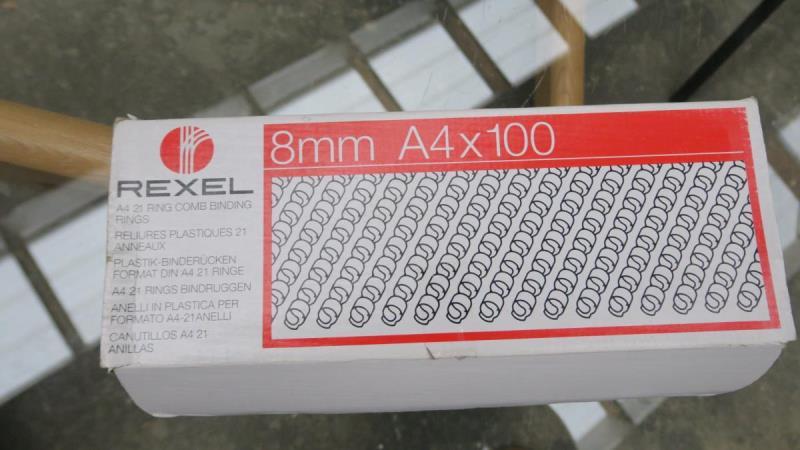 REXEL
A4 21 RING COMB BINDING
RINGS
RELIURES PLASTIQUES 21
ANNEAUX
PLASTIK-BINDERÜCKEN
FORMAT DIN A4 21 RINGE
A4 21 RINGS BINDRUGGEN
ANELLI IN PLASTICA PER
FORMATO A4-21ANELLI
CANUTILLOS A4 21
ANILLAS
8mm A4x100